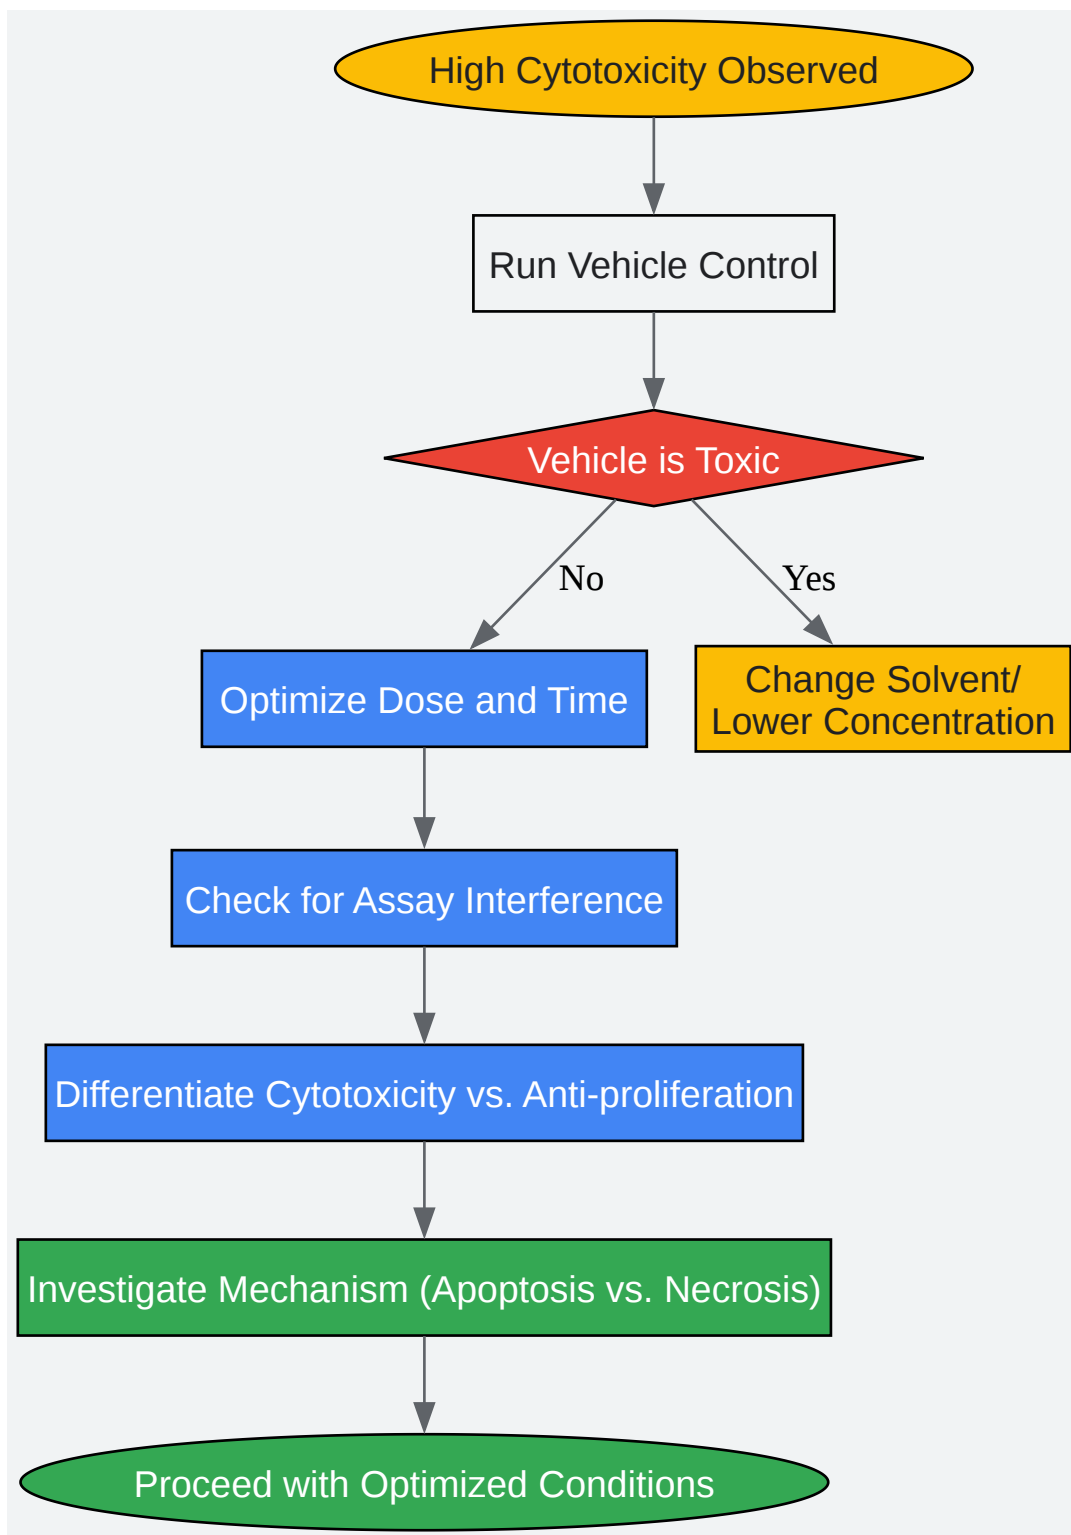 High Cytotoxicity Observed
Run Vehicle Control
Vehicle is Toxic
No
Yes
Optimize Dose and Time
Change Solvent/
Lower Concentration
Check for Assay Interference
Differentiate Cytotoxicity vs. Anti-proliferation
Investigate Mechanism (Apoptosis vs. Necrosis)
Proceed with Optimized Conditions